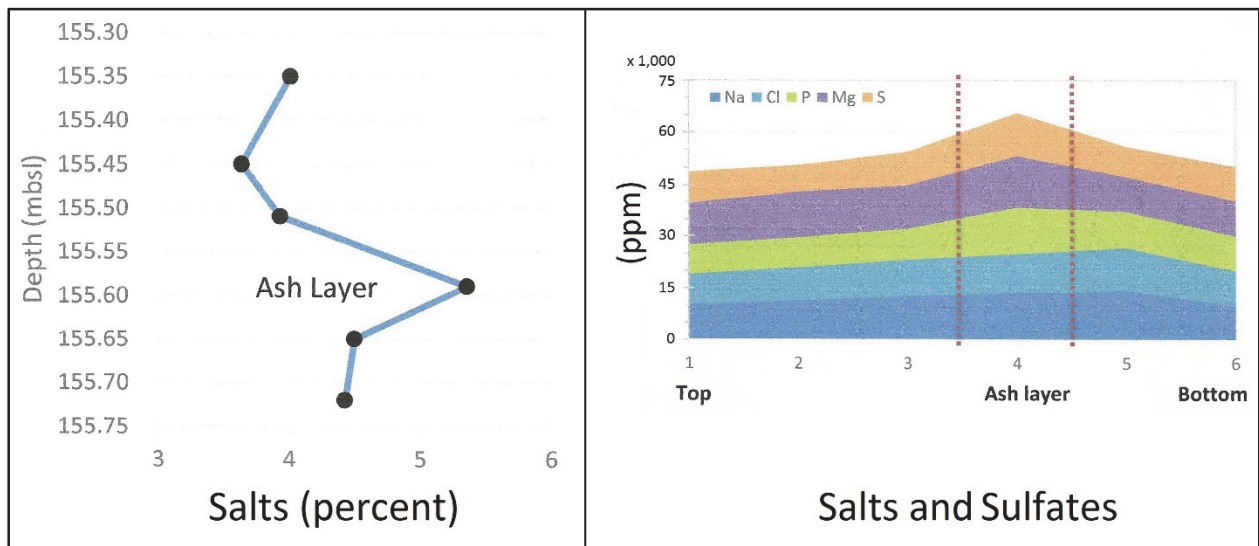 155.30
155.35
155.40
155.45
155.50
155.55
155.60
155.65
155.70
155.75
Depth (mbsl)
Ash Layer
3 4 5 6
Salts (percent)
x 1,000
75
60
45
30
15
0
(ppm)
Na Cl P Mg S
1 2 3 4 5 6
Top Ash layer Bottom
Salts and Sulfates